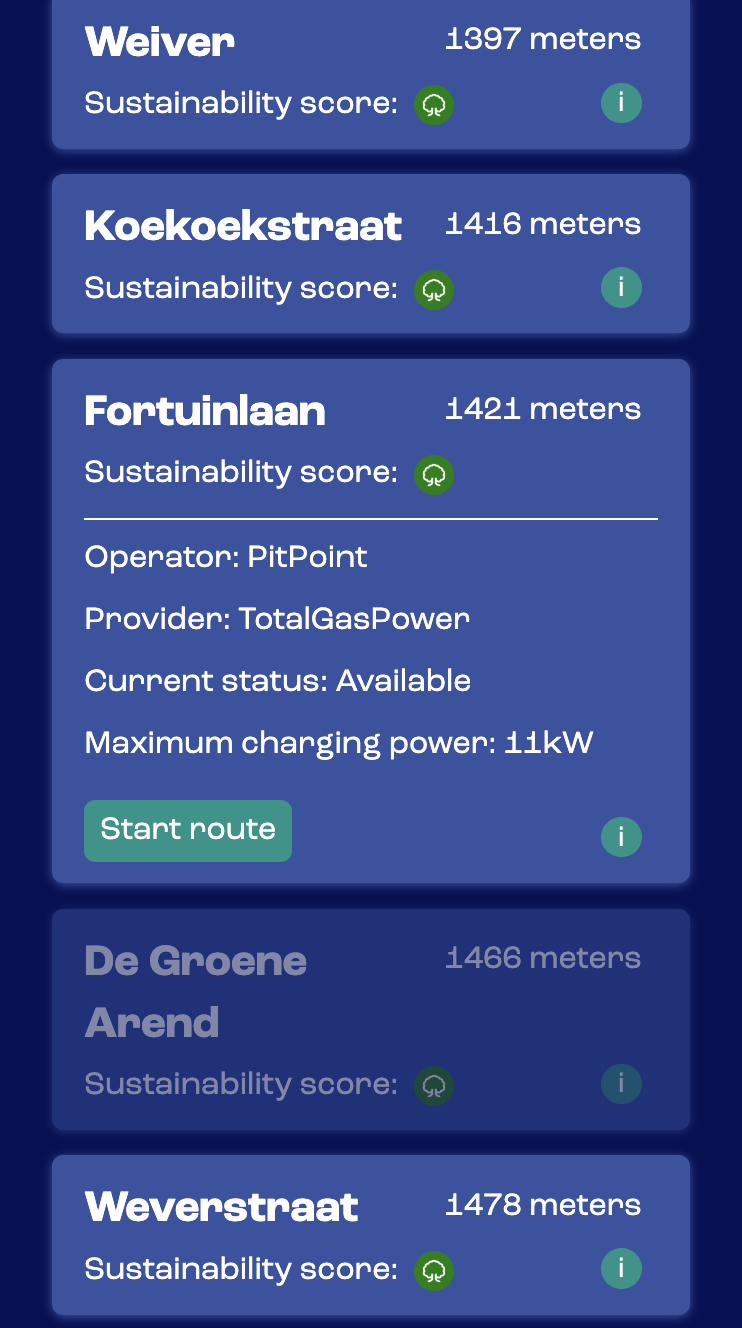 Weiver 1397 meters
Sustainability score: i
Koekoekstraat 1416 meters
Sustainability score: i
Fortuinlaan 1421 meters
Sustainability score:
Operator: PitPoint
Provider: TotalGasPower
Current status: Available
Maximum charging power: 11kW
Start route i
De Groene 1466 meters
Arend
Sustainability score: i
Weverstraat 1478 meters
Sustainability score: i